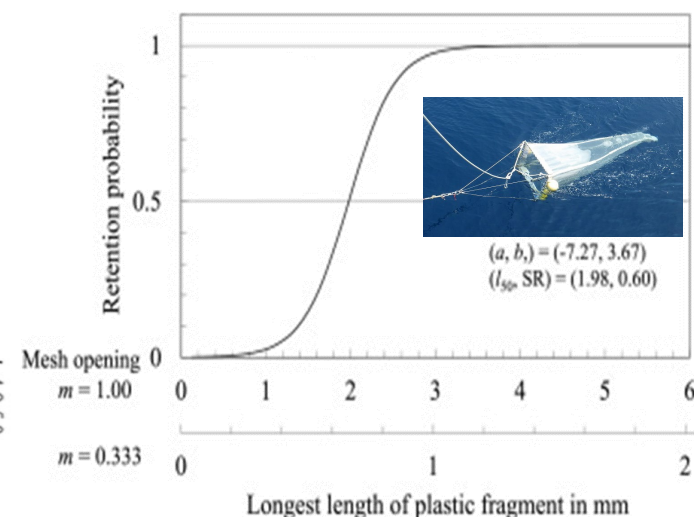 1
Retention probability
0.5
(a, b,) = (-7.27, 3.67)
(l50, SR) = (1.98, 0.60)
0
Mesh opening
m = 1.00
0 1 2 3 4 5 6
m = 0.333
0 1 2
Longest length of plastic fragment in mm